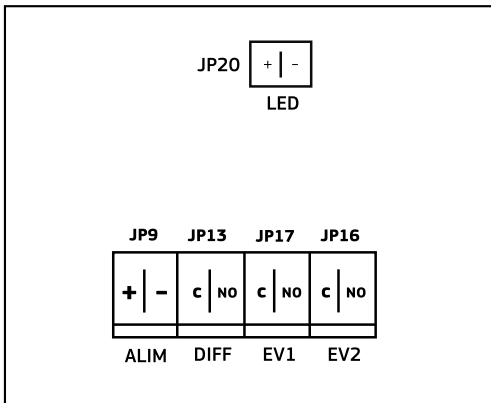 JP20 + -
LED
JP9 JP13 JP17 JP16
+ - C NO C NO C NO
ALIM DIFF EV1 EV2